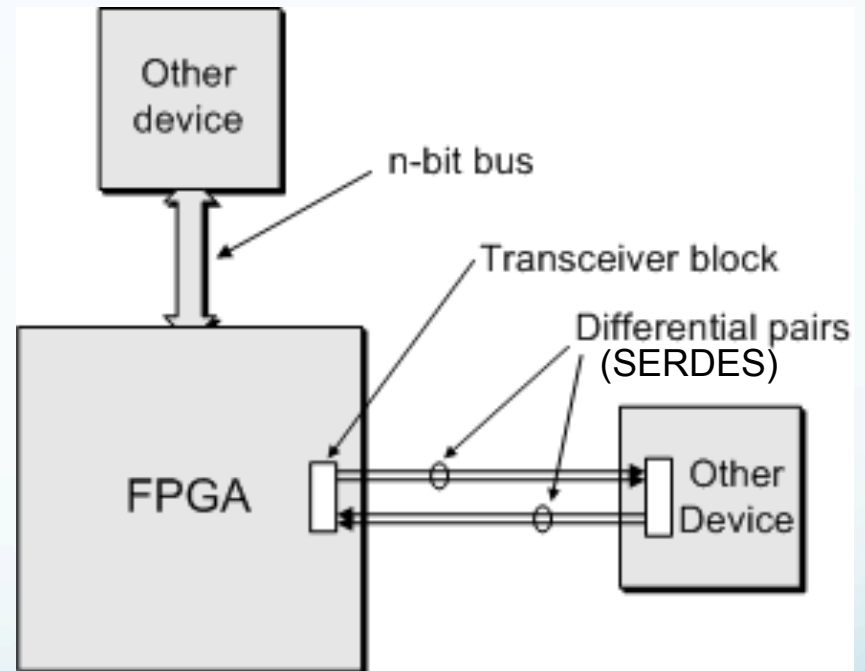 Other
device
n-bit bus
Transceiver block
Differential pairs
(SERDES)
FPGA
Other
Device